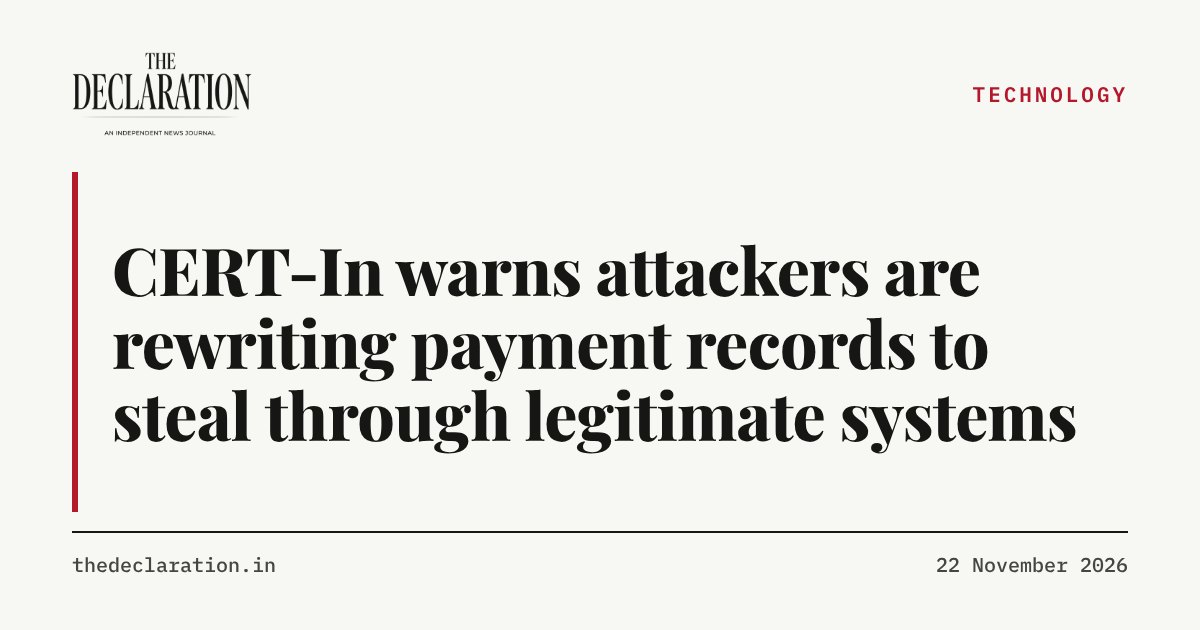 THE
DECLARATION
AN INDEPENDENT NEWS JOURNAL
TECHNOLOGY
CERT-In warns attackers are
rewriting payment records to
steal through legitimate systems
thedeclaration.in
22 November 2026